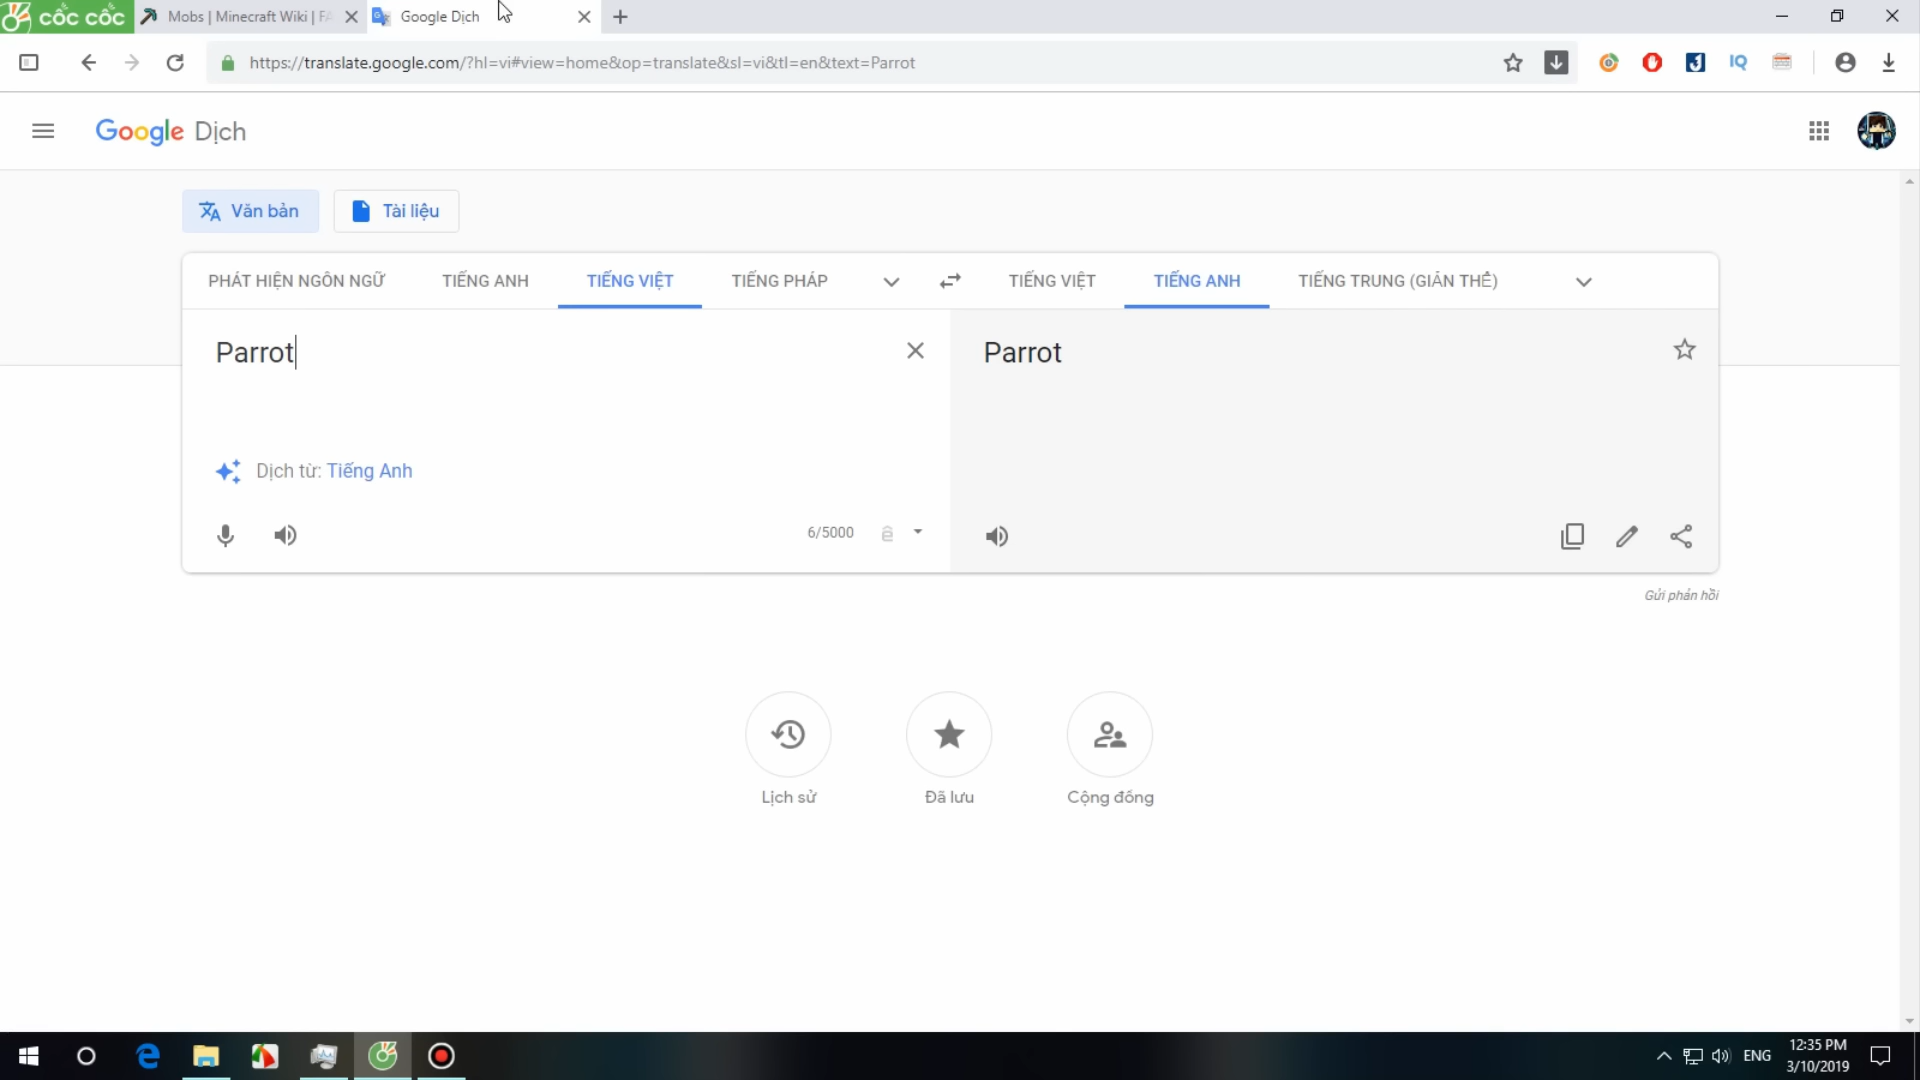 cốc cốc
Mobs | Minecraft Wiki | FA
Google Dịch
https://translate.google.com/?hl=vi#view=home&op=translate&sl=vi&tl=en&text=Parrot
IQ
Google Dịch
Văn bản
Tài liệu
PHÁT HIỆN NGÔN NGỮ
TIẾNG ANH
TIẾNG VIỆT
TIẾNG PHÁP
TIẾNG VIỆT
TIẾNG ANH
TIẾNG TRUNG (GIẢN THỂ)
Parrot
Parrot
Dịch từ: Tiếng Anh
6/5000
Gửi phản hồi
Lịch sử
Đã lưu
Cộng đồng
ENG
12:35 PM
3/10/2019